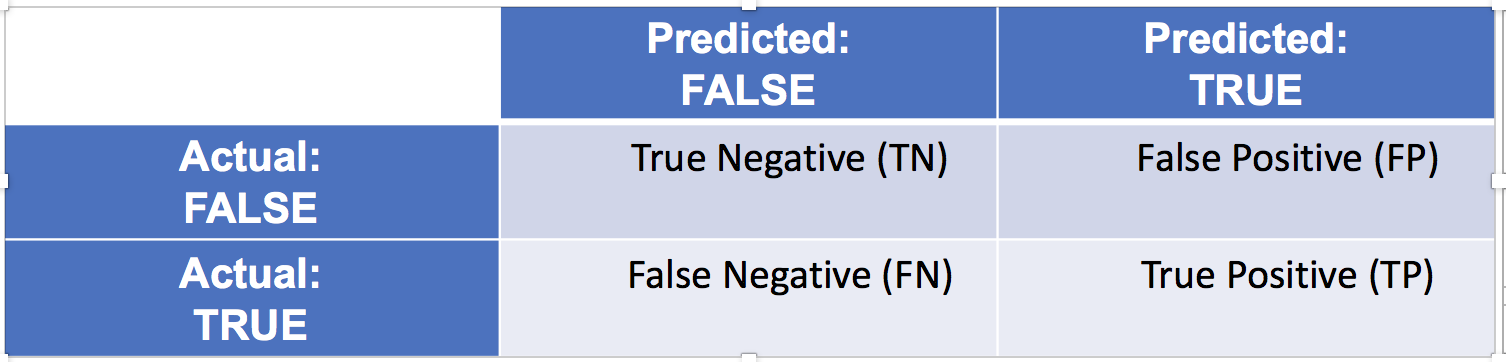 Predicted:
FALSE
Predicted:
TRUE
Actual:
FALSE
True Negative (TN)
False Positive (FP)
Actual:
TRUE
False Negative (FN)
True Positive (TP)